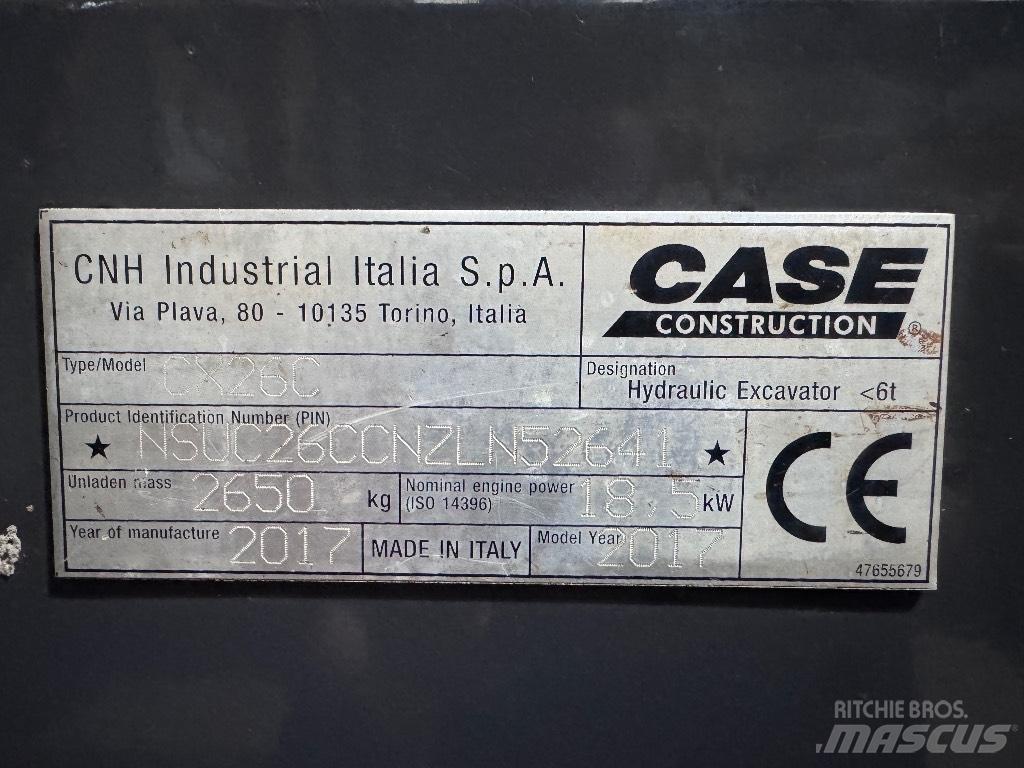 CNH Industrial Italia S.p.A.
Via Plava, 80 - 10135 Torino, Italia
CASE
CONSTRUCTION ®
Type/Model CX26C
Designation
Hydraulic Excavator <6t
Product Identification Number (PIN)
★ NSUC26CCNZLN52641 ★
Unladen mass 2650 kg
Nominal engine power
(ISO 14396) 18,5 kW
Year of manufacture 2017
MADE IN ITALY
Model Year 2017
CE
47655679
RITCHIE BROS.
MASCUS